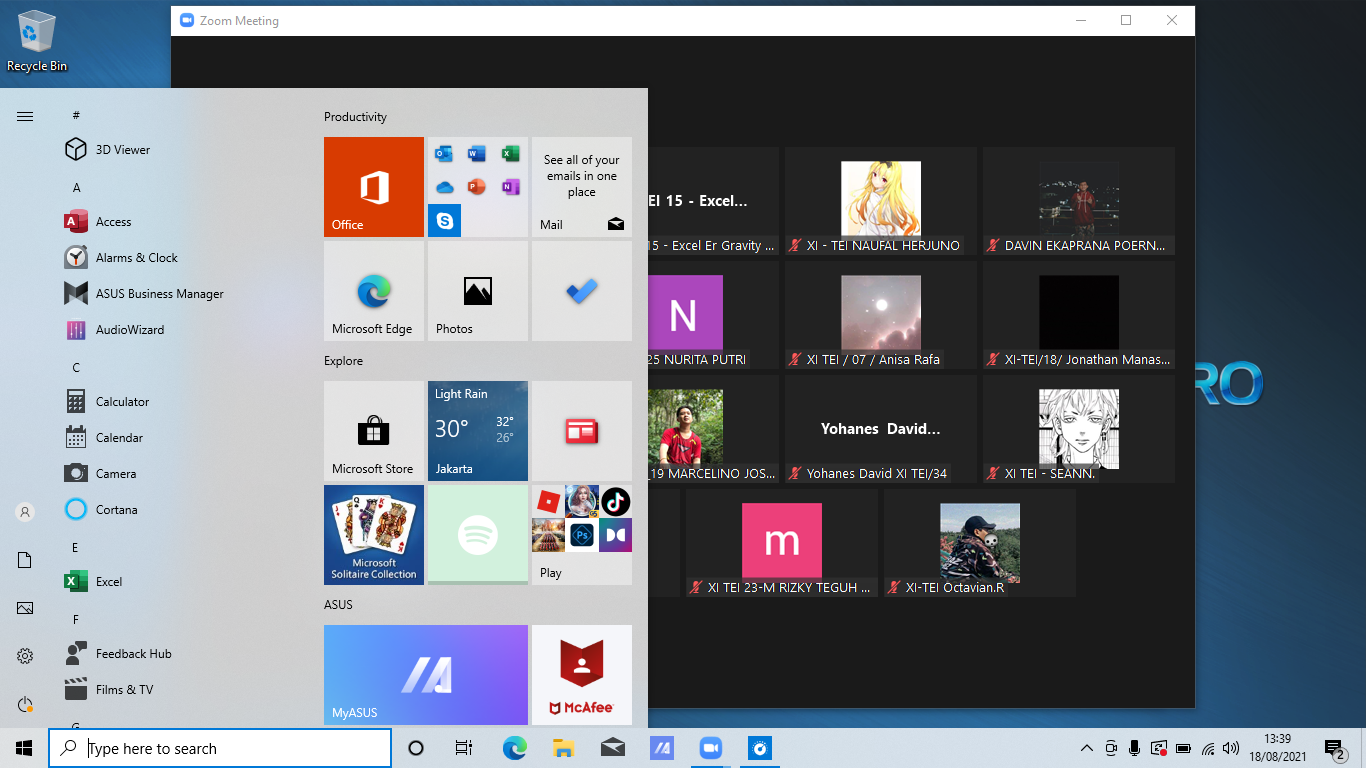 Zoom Meeting
Recycle Bin
#
3D Viewer
A
Access
Alarms & Clock
ASUS Business Manager
AudioWizard
C
Calculator
Calendar
Camera
Cortana
E
Excel
F
Feedback Hub
Films & TV
Productivity
Office
See all of your
emails in one
place
Mail
Microsoft Edge
Photos
Explore
Microsoft Store
Light Rain
30°
32°
26°
Jakarta
Microsoft
Solitaire Collection
Ps
Play
ASUS
MyASUS
McAfee
EI 15 - Excel...
15 - Excel Er Gravity ...
XI - TEI NAUFAL HERJUNO
DAVIN EKAPRANA POERN...
N
25 NURITA PUTRI
XI TEI / 07 / Anisa Rafa
XI-TEI/18/ Jonathan Manas...
_19 MARCELINO JOS...
Yohanes David...
Yohanes David XI TEI/34
XI TEI - SEANN.
m
XI TEI 23-M RIZKY TEGUH ...
XI-TEI Octavian.R
RO
Type here to search
13:39
18/08/2021
2